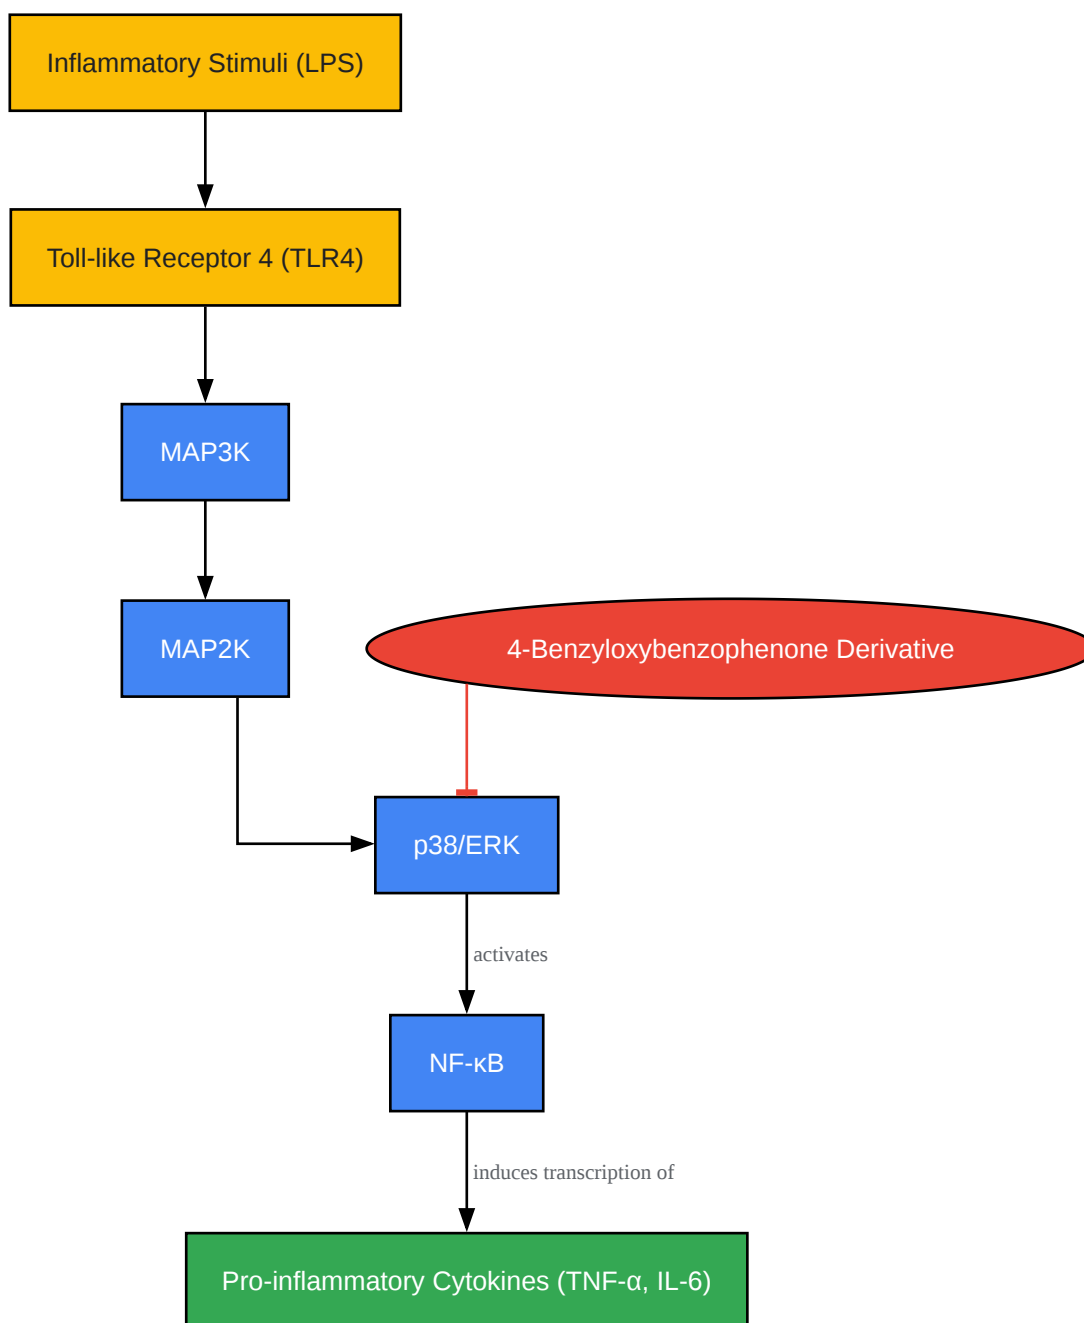 Inflammatory Stimuli (LPS)
Toll-like Receptor 4 (TLR4)
MAP3K
MAP2K
4-Benzyloxybenzophenone Derivative
p38/ERK
activates
NF-κB
induces transcription of
Pro-inflammatory Cytokines (TNF-α, IL-6)